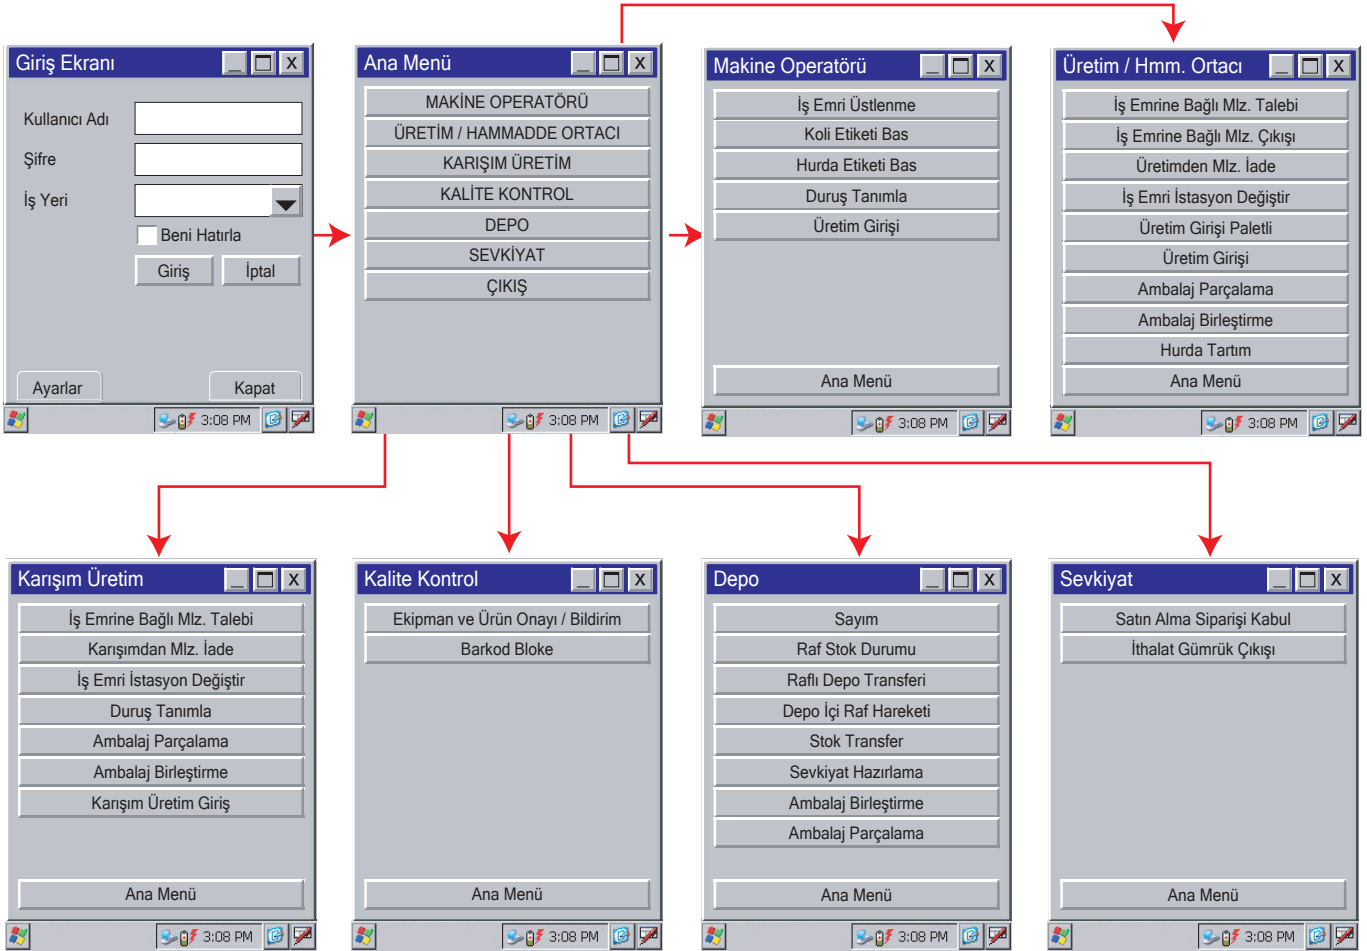 Giriş Ekranı
Kullanıcı Adı
Şifre
İş Yeri
Beni Hatırla
Giriş
İptal
Ayarlar
Kapat
3:08 PM
Ana Menü
MAKİNE OPERATÖRÜ
ÜRETİM / HAMMADDE ORTACI
KARIŞIM ÜRETİM
KALİTE KONTROL
DEPO
SEVKİYAT
ÇIKIŞ
3:08 PM
Makine Operatörü
İş Emri Üstlenme
Koli Etiketi Bas
Hurda Etiketi Bas
Duruş Tanımla
Üretim Girişi
Ana Menü
3:08 PM
Üretim / Hmm. Ortacı
İş Emrine Bağlı Mlz. Talebi
İş Emrine Bağlı Mlz. Çıkışı
Üretimden Mlz. İade
İş Emri İstasyon Değiştir
Üretim Girişi Paletli
Üretim Girişi
Ambalaj Parçalama
Ambalaj Birleştirme
Hurda Tartım
Ana Menü
3:08 PM
Karışım Üretim
İş Emrine Bağlı Mlz. Talebi
Karışımdan Mlz. İade
İş Emri İstasyon Değiştir
Duruş Tanımla
Ambalaj Parçalama
Ambalaj Birleştirme
Karışım Üretim Giriş
Ana Menü
3:08 PM
Kalite Kontrol
Ekipman ve Ürün Onayı / Bildirim
Barkod Bloke
Ana Menü
3:08 PM
Depo
Sayım
Raf Stok Durumu
Raflı Depo Transferi
Depo İçi Raf Hareketi
Stok Transfer
Sevkiyat Hazırlama
Ambalaj Birleştirme
Ambalaj Parçalama
Ana Menü
3:08 PM
Sevkiyat
Satın Alma Siparişi Kabul
İthalat Gümrük Çıkışı
Ana Menü
3:08 PM